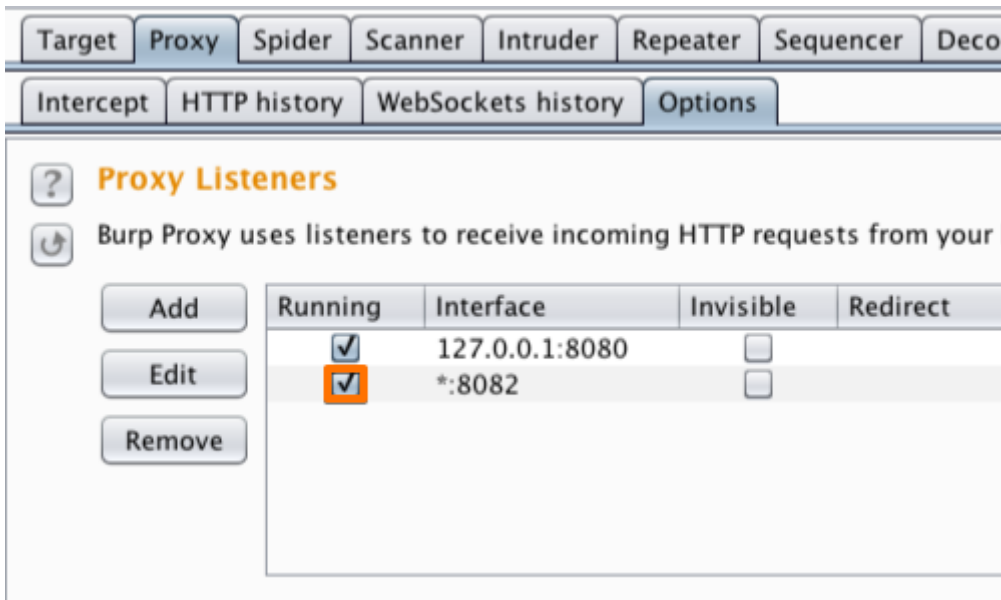 Target Proxy Spider Scanner Intruder Repeater Sequencer Deco
Intercept HTTP history WebSockets history Options
? Proxy Listeners
Burp Proxy uses listeners to receive incoming HTTP requests from your
Add Running Interface Invisible Redirect
127.0.0.1:8080
Edit *:8082
Remove